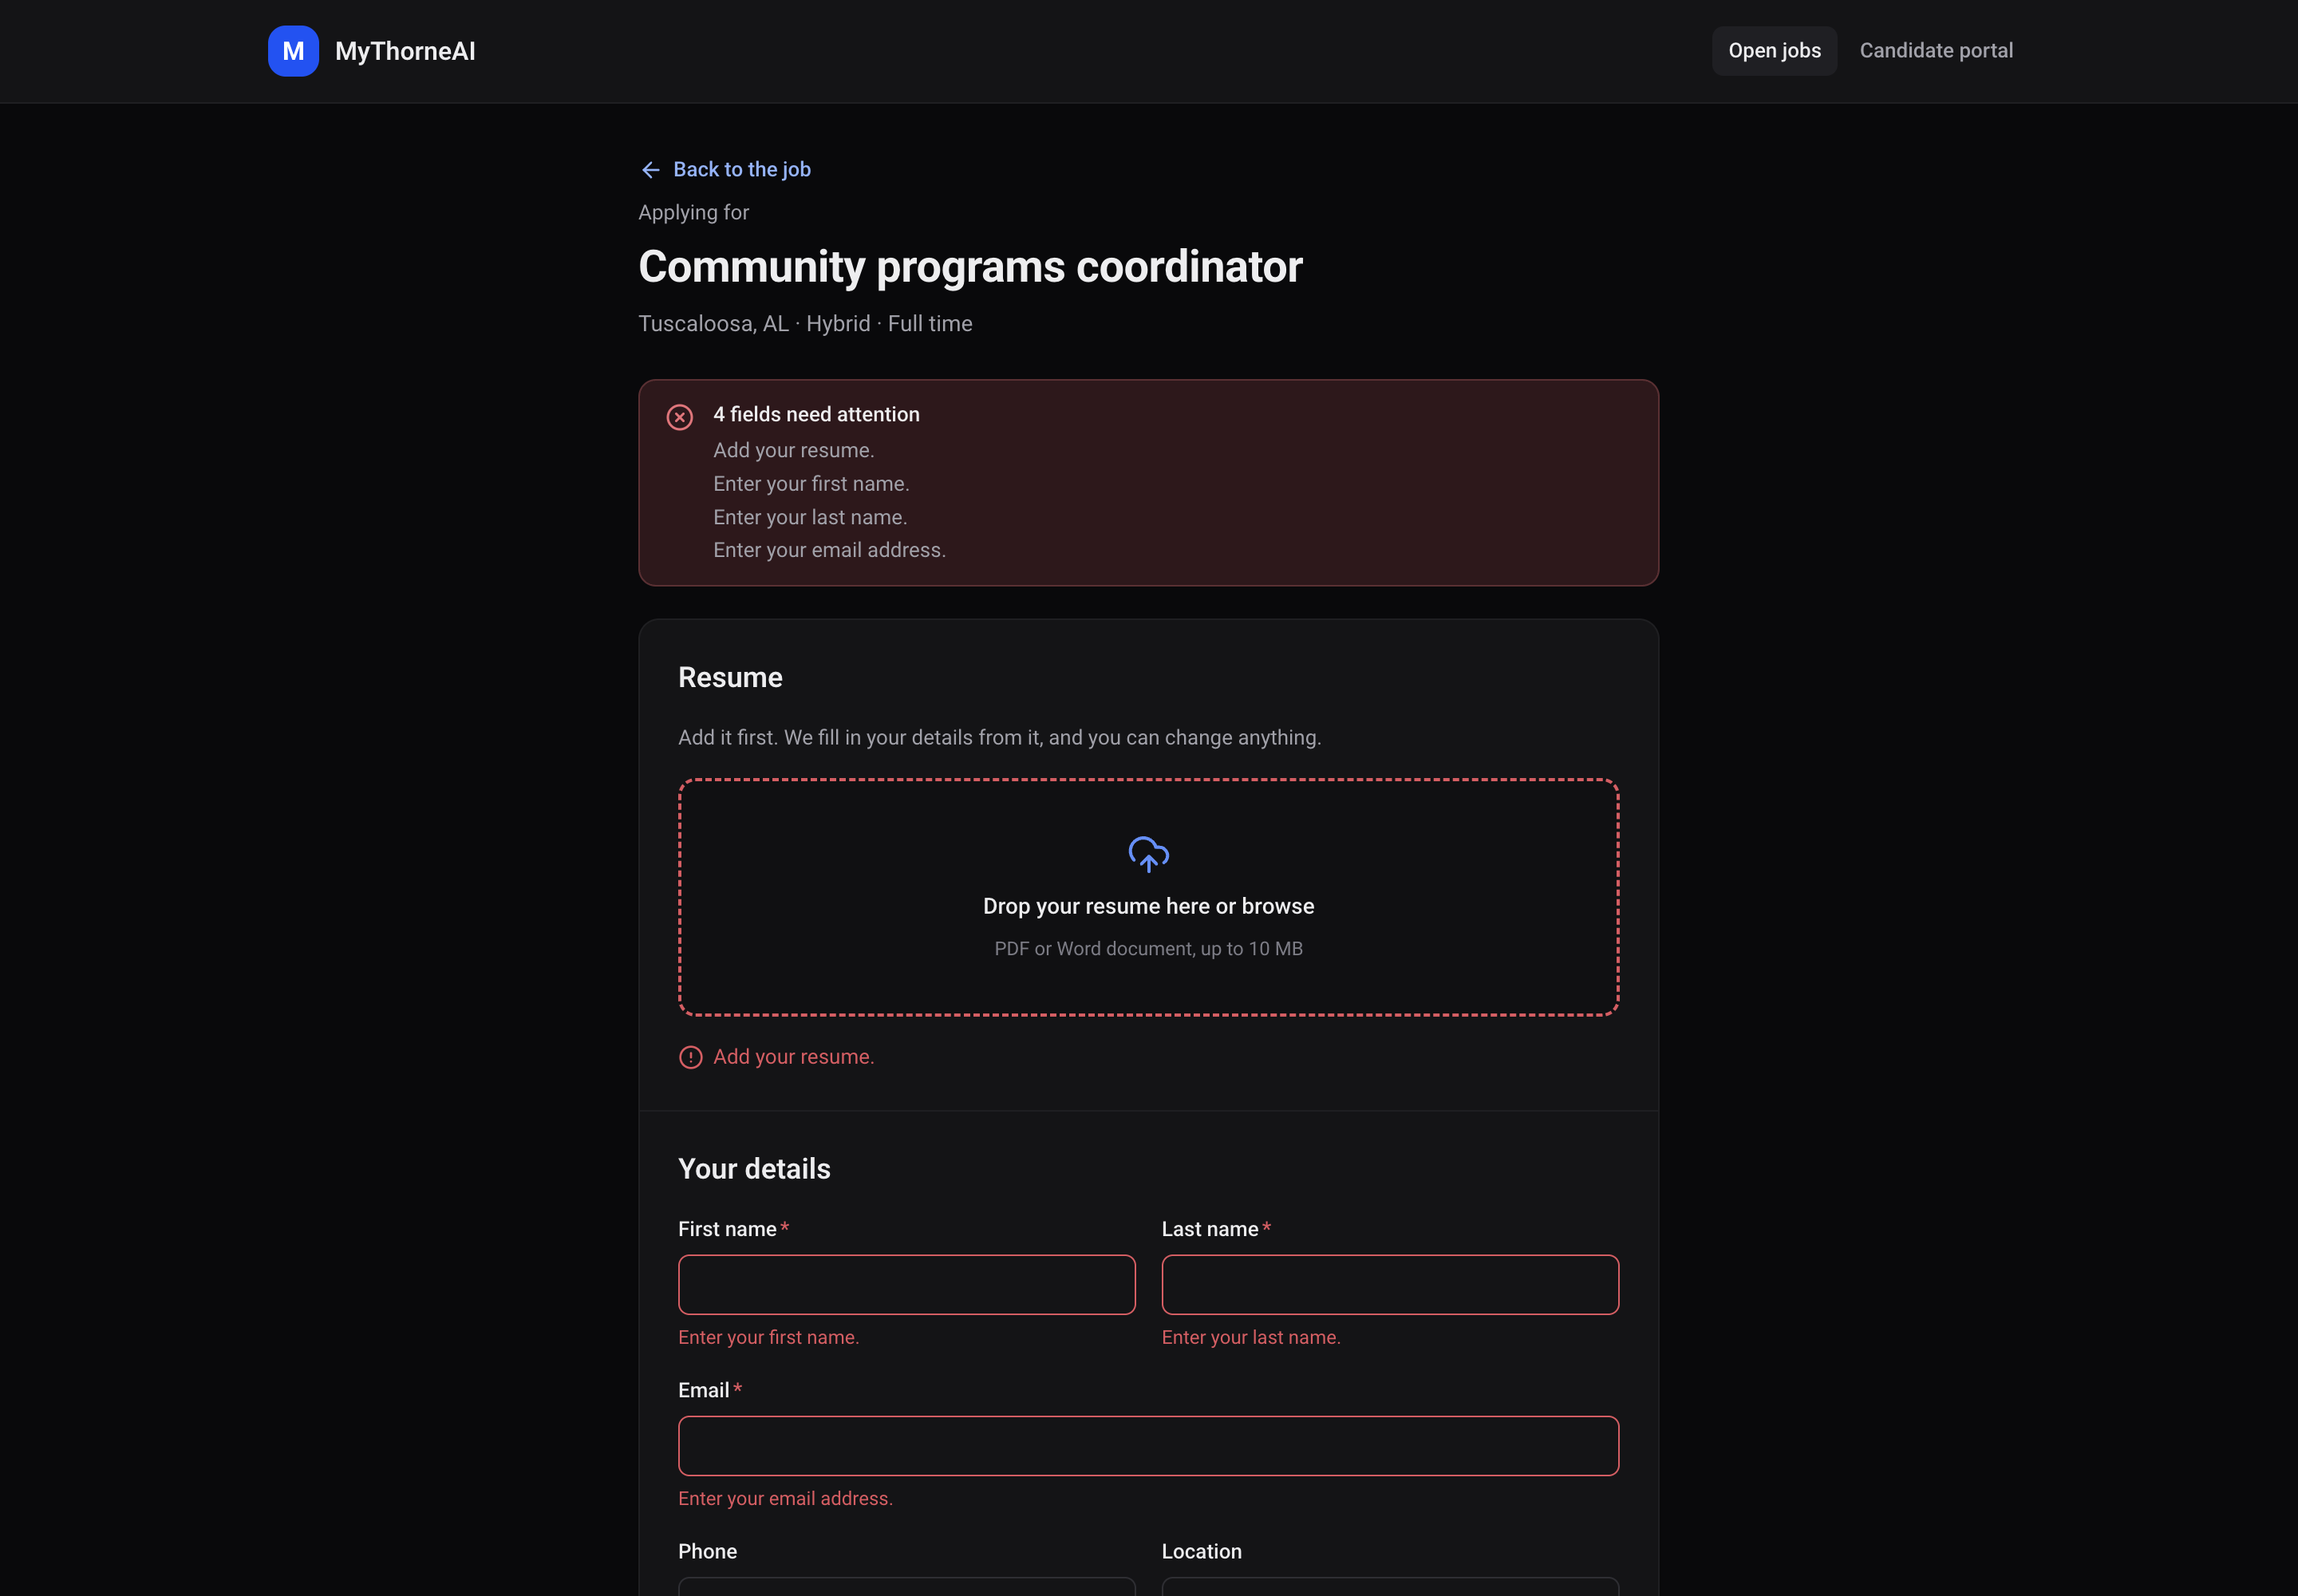 M MyThorneAI
Open jobs
Candidate portal
Back to the job
Applying for
Community programs coordinator
Tuscaloosa, AL · Hybrid · Full time
4 fields need attention
Add your resume.
Enter your first name.
Enter your last name.
Enter your email address.
Resume
Add it first. We fill in your details from it, and you can change anything.
Drop your resume here or browse
PDF or Word document, up to 10 MB
Add your resume.
Your details
First name *
Last name *
Enter your first name.
Enter your last name.
Email *
Enter your email address.
Phone
Location